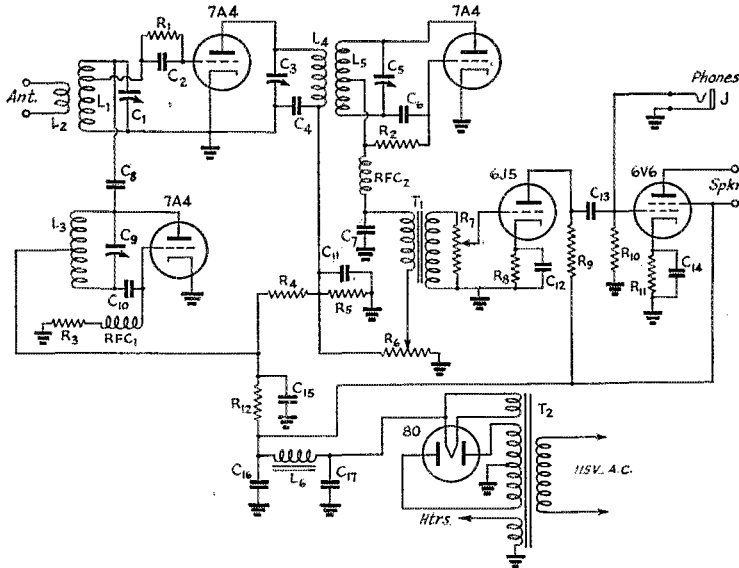 7A4
7A4
R1
L4
C2
C3
L5
C5
C6
Phones
J
Ant.
L2
L1
C1
C4
R2
6J5
6V6
C8
RFC2
T1
C13
Spkr
L3
7A4
C9
C7
R7
R8
C12
R9
R10
R11
C14
C10
C11
R4
R5
R3
RFC1
R6
C15
R12
80
T2
C16
L6
C17
115V. A.C.
Htrs.